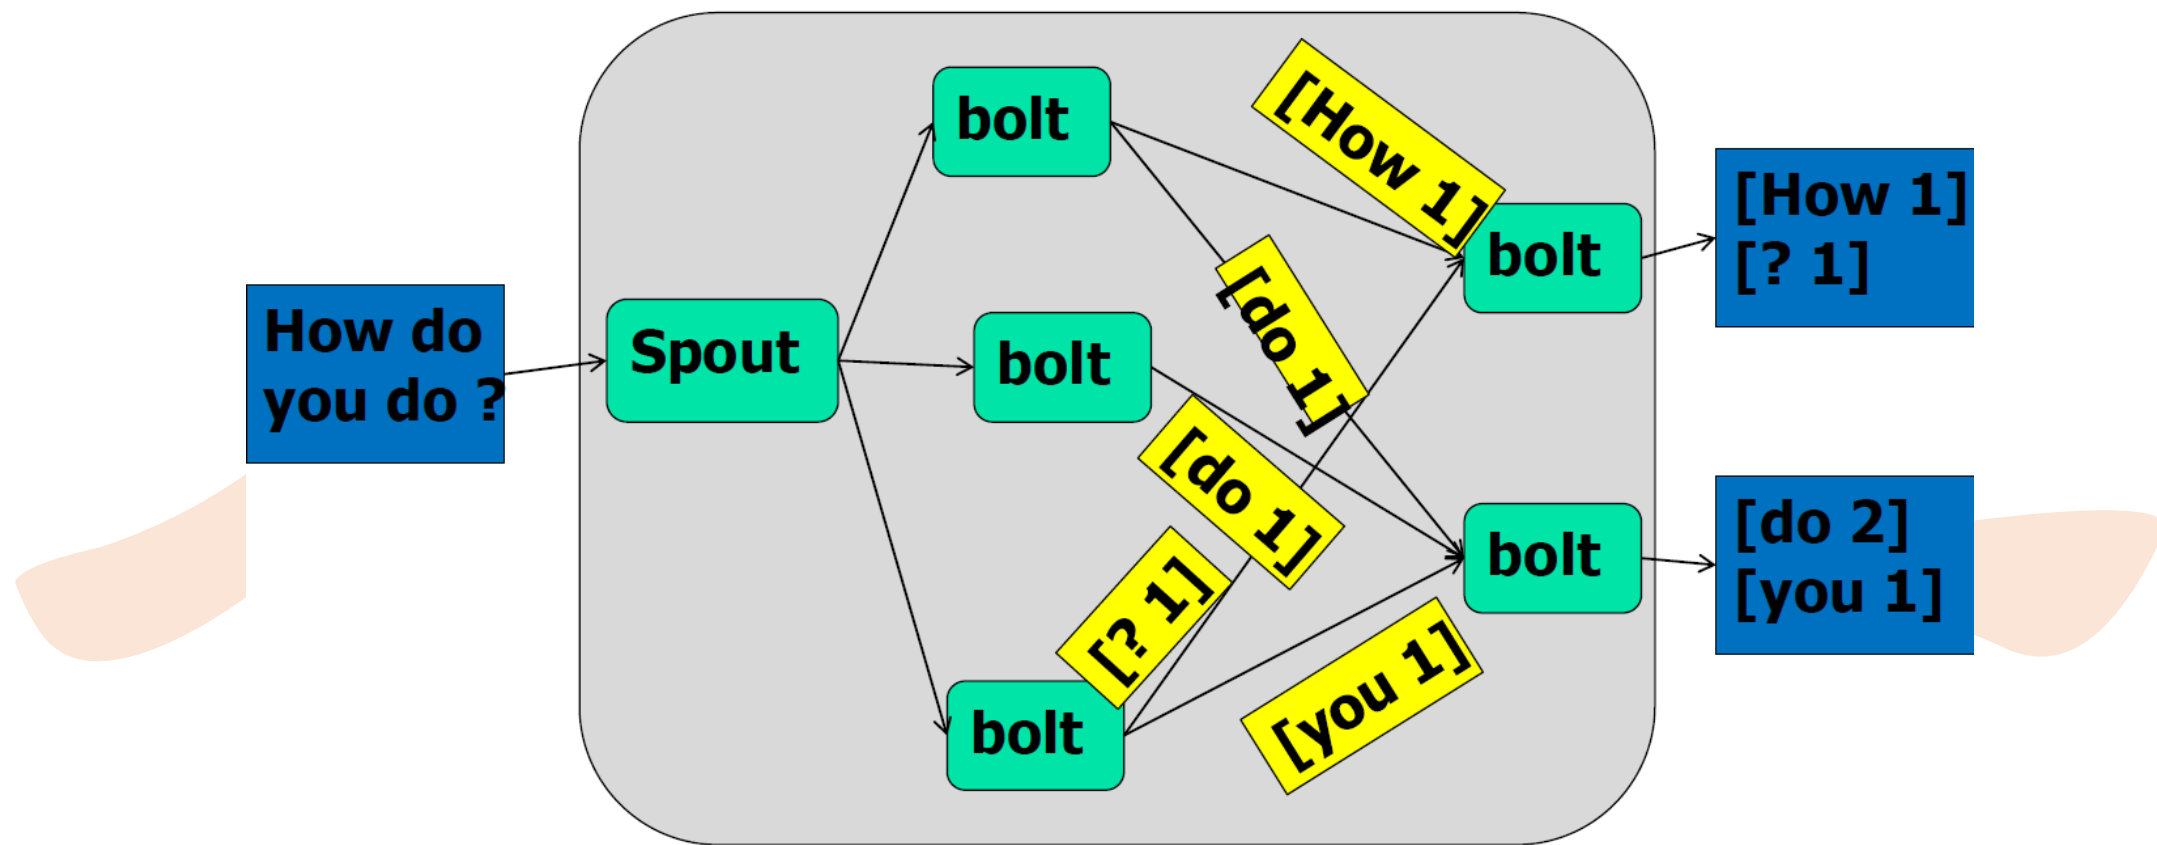 How do
you do ?
Spout
bolt
bolt
bolt
[How 1]
[do 1]
[do 1]
[? 1]
[you 1]
bolt
bolt
[How 1]
[? 1]
[do 2]
[you 1]